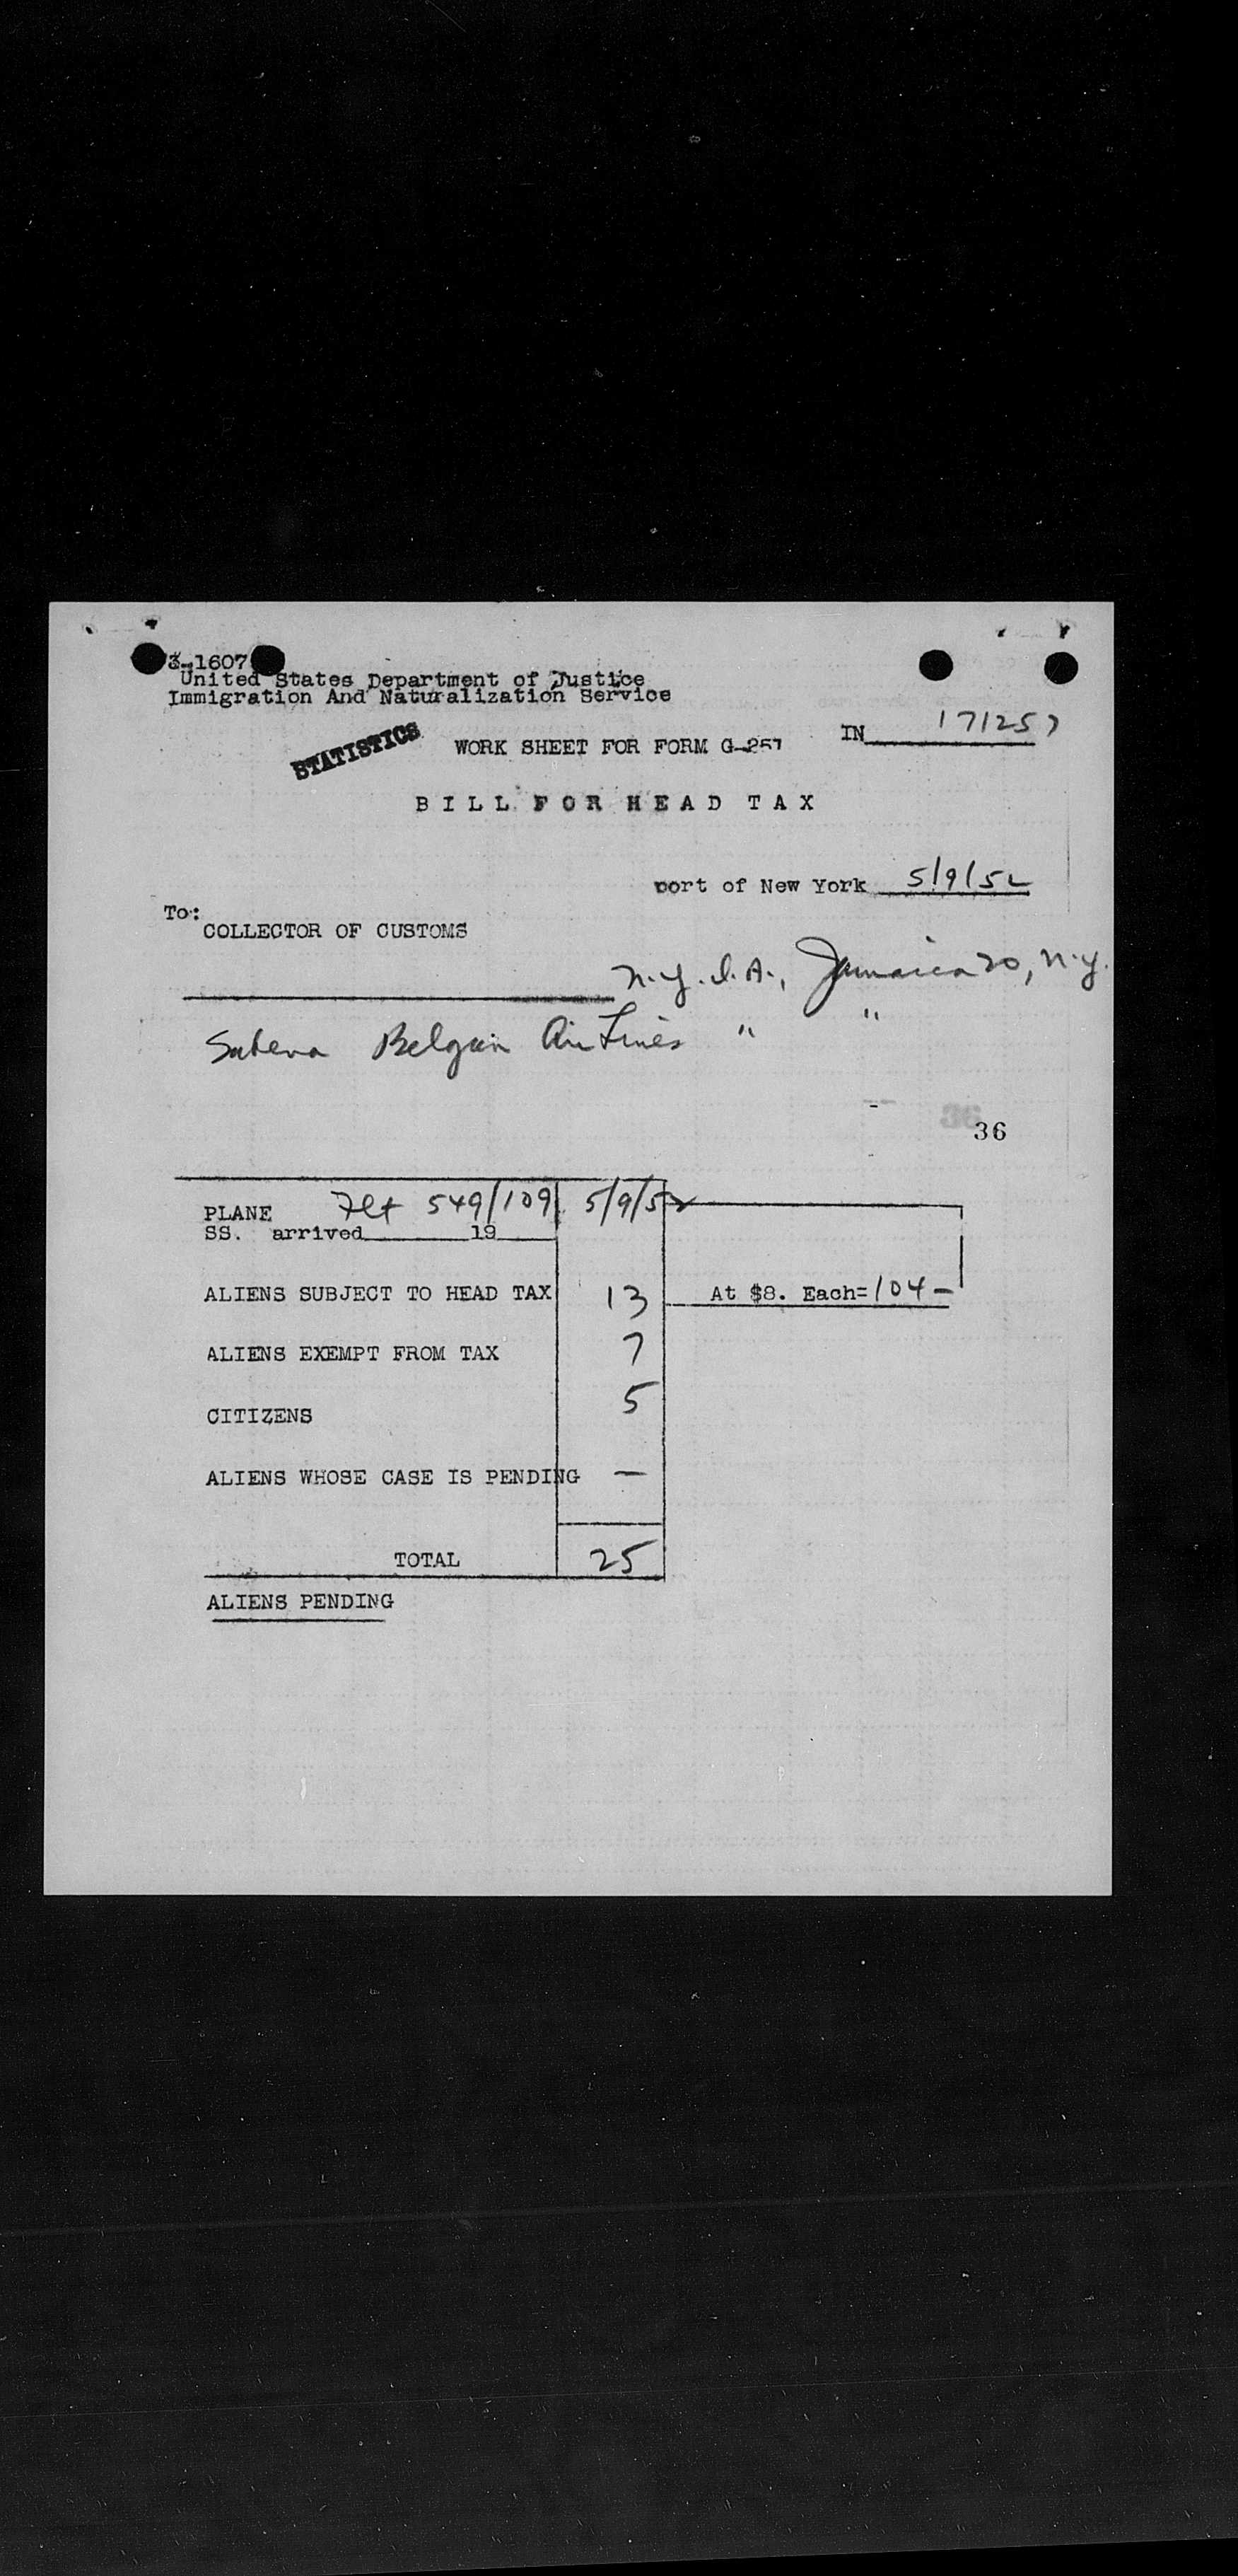 3-1607
United States Department of Justice
Immigration And Naturalization Service
STATISTICS
WORK SHEET FOR FORM G-257
IN 171257
BILL FOR HEAD TAX
port of New York 5/9/52
To:
COLLECTOR OF CUSTOMS
N.Y.I.A., Jamaica 20, N.Y.
Sabena Belgian Air Lines " "
36
PLANE Flt 549/109 5/9/52
SS. arrived 19
ALIENS SUBJECT TO HEAD TAX 13 At $8. Each= 104 -
ALIENS EXEMPT FROM TAX 7
CITIZENS 5
ALIENS WHOSE CASE IS PENDING —
TOTAL 25
ALIENS PENDING